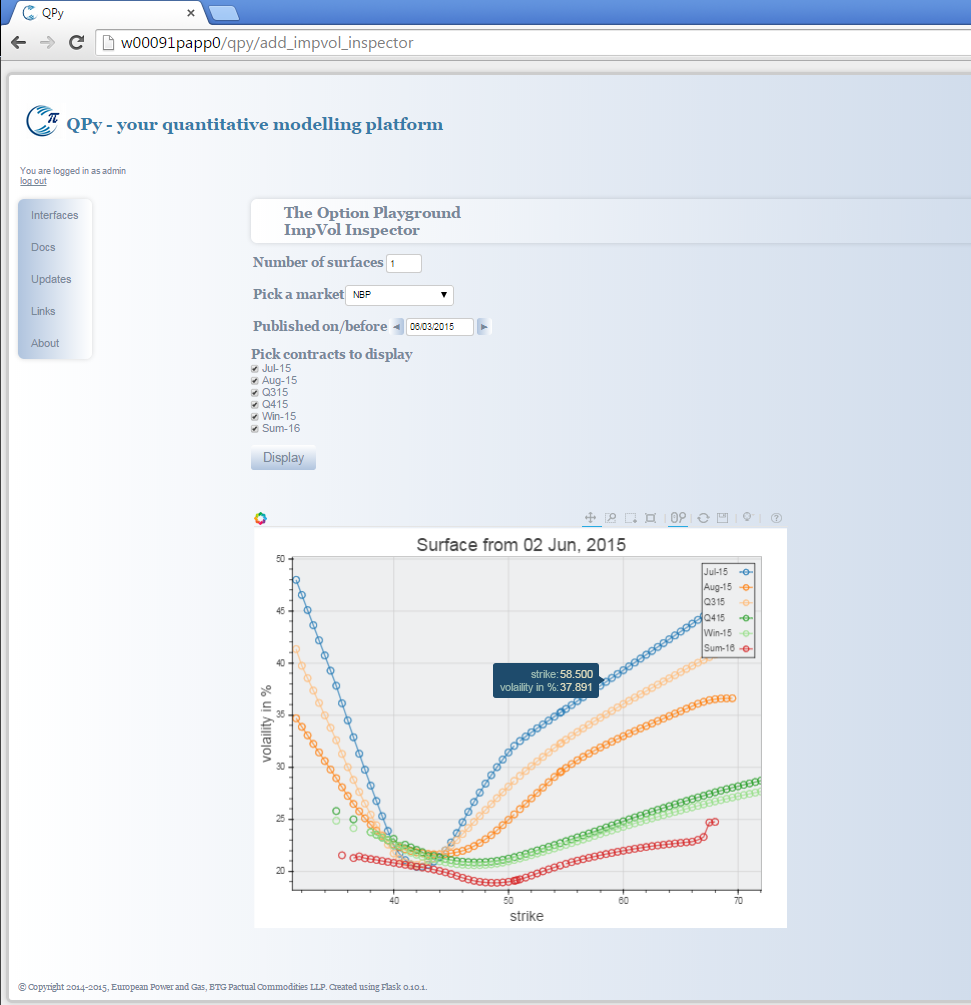 QPy
w00091papp0/qpy/add_impvol_inspector
π
QPy - your quantitative modelling platform
You are logged in as admin
log out
Interfaces
Docs
Updates
Links
About
The Option Playground
ImpVol Inspector
Number of surfaces 1
Pick a market NBP
Published on/before 06/03/2015
Pick contracts to display
Jul-15
Aug-15
Q315
Q415
Win-15
Sum-16
Display
Surface from 02 Jun, 2015
50
45
40
35
30
25
20
volaility in %
Jul-15
Aug-15
Q315
Q415
Win-15
Sum-16
strike: 58.500
volaility in %: 37.891
40 50 60 70
strike
© Copyright 2014-2015, European Power and Gas, BTG Pactual Commodities LLP. Created using Flask 0.10.1.